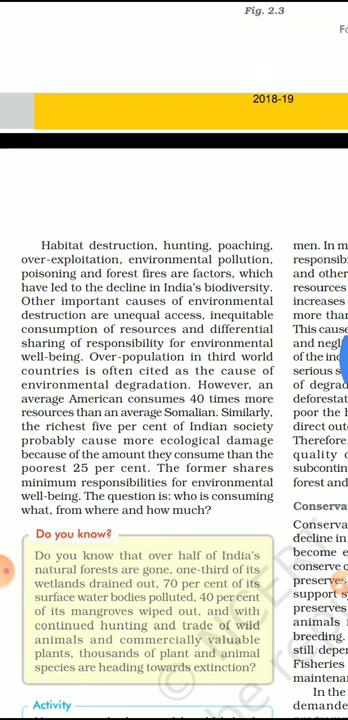 Fig. 2.3
2018-19
Habitat destruction, hunting, poaching,
over-exploitation, environmental pollution,
poisoning and forest fires are factors, which
have led to the decline in India's biodiversity.
Other important causes of environmental
destruction are unequal access, inequitable
consumption of resources and differential
sharing of responsibility for environmental
well-being. Over-population in third world
countries is often cited as the cause of
environmental degradation. However, an
average American consumes 40 times more
resources than an average Somalian. Similarly,
the richest five per cent of Indian society
probably cause more ecological damage
because of the amount they consume than the
poorest 25 per cent. The former shares
minimum responsibilities for environmental
well-being. The question is: who is consuming
what, from where and how much?
Do you know?
Do you know that over half of India's
natural forests are gone, one-third of its
wetlands drained out, 70 per cent of its
surface water bodies polluted, 40 per cent
of its mangroves wiped out, and with
continued hunting and trade of wild
animals and commercially valuable
plants, thousands of plant and animal
species are heading towards extinction?
Activity
men. In m
responsib
and other
resources
increases
more than
This cause
and negl
of the in
serious s
of degrad
deforestat
poor the h
direct out
Therefore
quality o
subcontin
forest and
Conserva
Conserva
decline in
become e
conserve o
preserves
support s
preserves
animals
breeding.
still depe
Fisheries
maintena
In the
demande
© NCERT